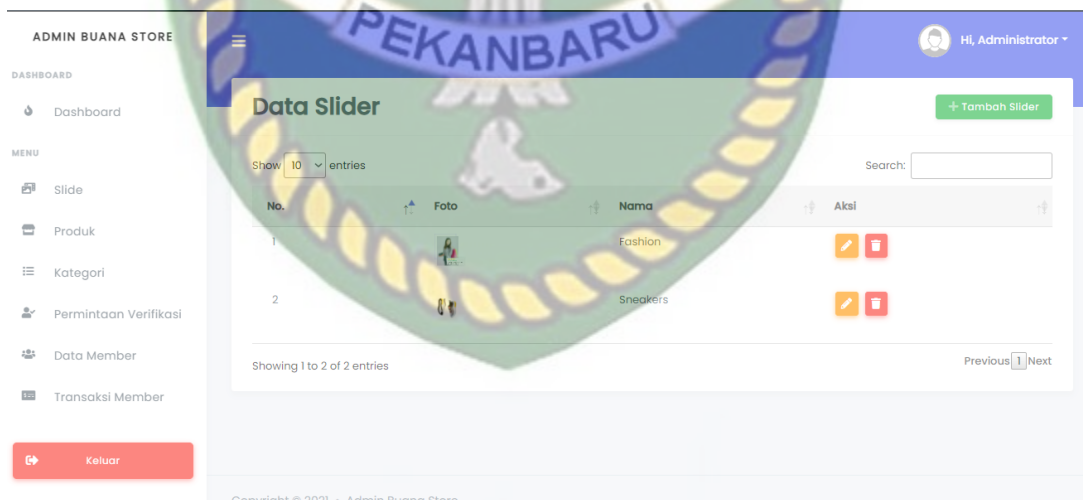 PEKANBARU
ADMIN BUANA STORE
Hi, Administrator
DASHBOARD
Dashboard
MENU
Slide
Produk
Kategori
Permintaan Verifikasi
Data Member
Transaksi Member
Keluar
Data Slider
+ Tambah Slider
Show 10 entries
Search:
No. Foto Nama Aksi
1 Fashion
2 Sneakers
Showing 1 to 2 of 2 entries
Previous 1 Next
Copyright © 2021 • Admin Buana Store